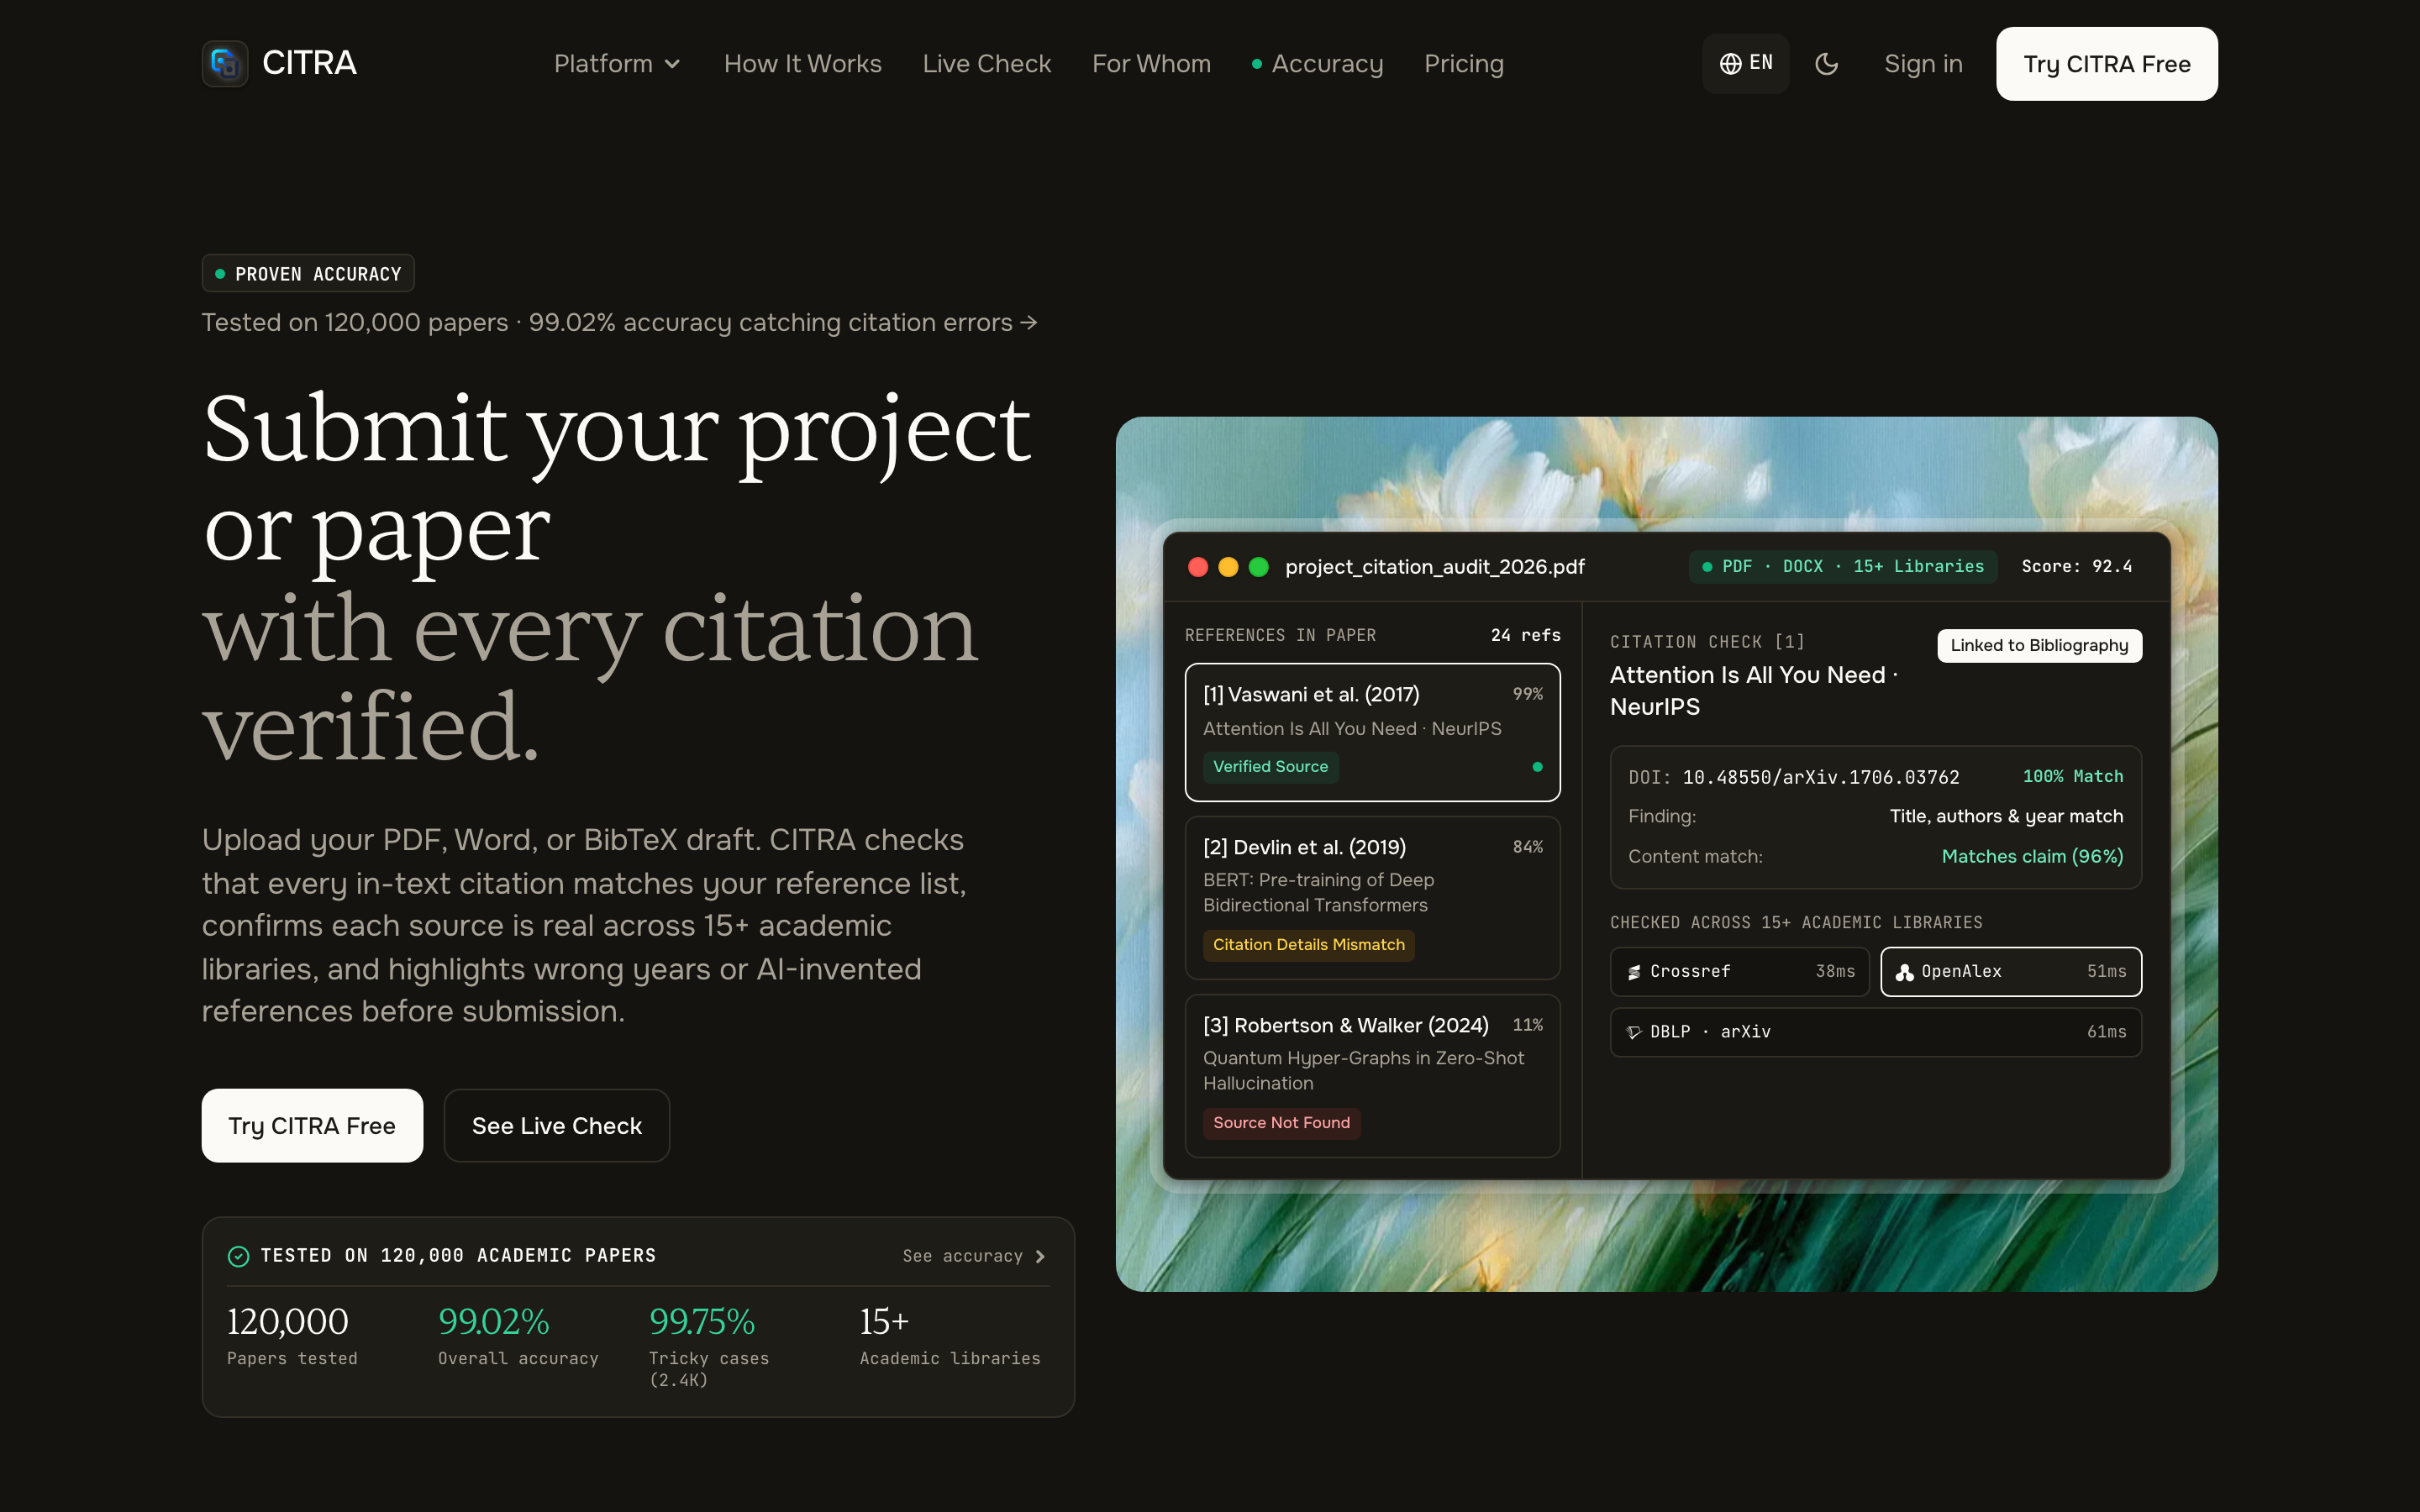 CITRA
Platform
How It Works
Live Check
For Whom
Accuracy
Pricing
EN
Sign in
Try CITRA Free
PROVEN ACCURACY
Tested on 120,000 papers · 99.02% accuracy catching citation errors →
Submit your project
or paper
with every citation
verified.
Upload your PDF, Word, or BibTeX draft. CITRA checks
that every in-text citation matches your reference list,
confirms each source is real across 15+ academic
libraries, and highlights wrong years or AI-invented
references before submission.
Try CITRA Free
See Live Check
TESTED ON 120,000 ACADEMIC PAPERS
See accuracy
120,000
Papers tested
99.02%
Overall accuracy
99.75%
Tricky cases
(2.4K)
15+
Academic libraries
project_citation_audit_2026.pdf
PDF · DOCX · 15+ Libraries
Score: 92.4
REFERENCES IN PAPER
24 refs
[1] Vaswani et al. (2017)
99%
Attention Is All You Need · NeurIPS
Verified Source
[2] Devlin et al. (2019)
84%
BERT: Pre-training of Deep
Bidirectional Transformers
Citation Details Mismatch
[3] Robertson & Walker (2024)
11%
Quantum Hyper-Graphs in Zero-Shot
Hallucination
Source Not Found
CITATION CHECK [1]
Linked to Bibliography
Attention Is All You Need ·
NeurIPS
DOI: 10.48550/arXiv.1706.03762
100% Match
Finding:
Title, authors & year match
Content match:
Matches claim (96%)
CHECKED ACROSS 15+ ACADEMIC LIBRARIES
Crossref
38ms
OpenAlex
51ms
DBLP · arXiv
61ms